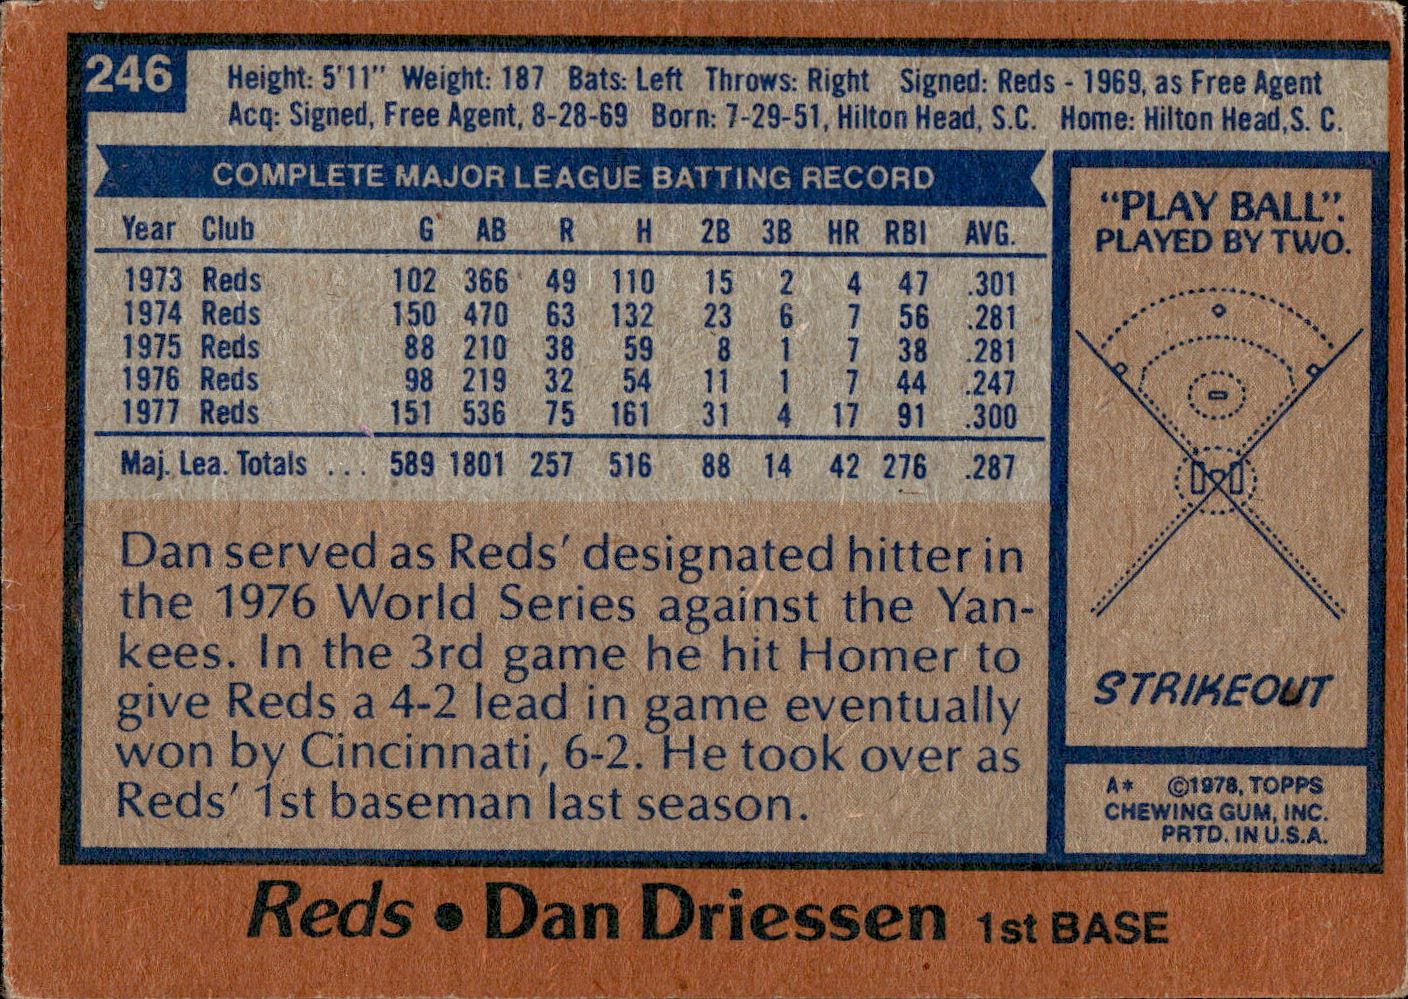 246
Height: 5'11" Weight: 187 Bats: Left Throws: Right Signed: Reds - 1969, as Free Agent
Acq: Signed, Free Agent, 8-28-69 Born: 7-29-51, Hilton Head, S.C. Home: Hilton Head,S. C.
COMPLETE MAJOR LEAGUE BATTING RECORD
Year Club G AB R H 2B 3B HR RBI AVG.
1973 Reds 102 366 49 110 15 2 4 47 .301
1974 Reds 150 470 63 132 23 6 7 56 .281
1975 Reds 88 210 38 59 8 1 7 38 .281
1976 Reds 98 219 32 54 11 1 7 44 .247
1977 Reds 151 536 75 161 31 4 17 91 .300
Maj. Lea. Totals ... 589 1801 257 516 88 14 42 276 .287
Dan served as Reds' designated hitter in
the 1976 World Series against the Yan-
kees. In the 3rd game he hit Homer to
give Reds a 4-2 lead in game eventually
won by Cincinnati, 6-2. He took over as
Reds' 1st baseman last season.
"PLAY BALL".
PLAYED BY TWO.
STRIKEOUT
A* ©1978, TOPPS
CHEWING GUM, INC.
PRTD. IN U.S.A.
Reds • Dan Driessen 1st BASE